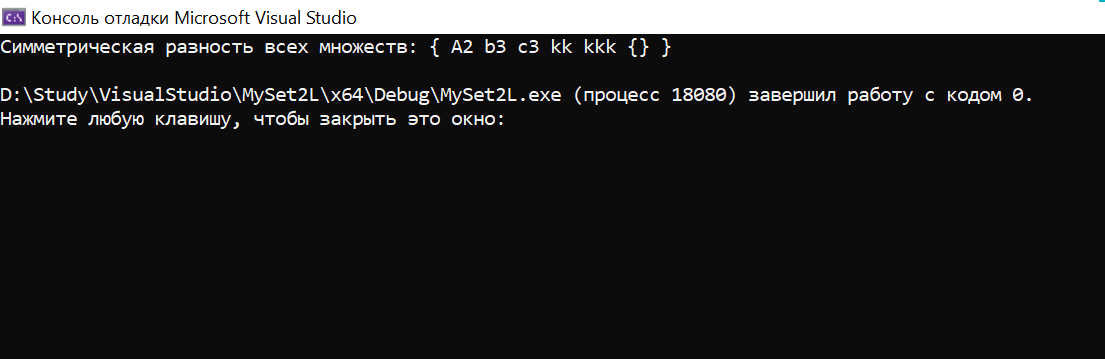 Консоль отладки Microsoft Visual Studio
Симметрическая разность всех множеств: { A2 b3 c3 kk kkk {} }
D:\Study\VisualStudio\MySet2L\x64\Debug\MySet2L.exe (процесс 18080) завершил работу с кодом 0.
Нажмите любую клавишу, чтобы закрыть это окно: